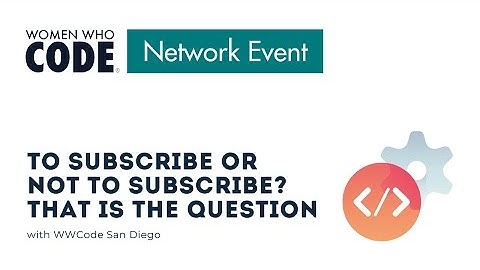 WOMEN WHO
CODE®
Network Event
TO SUBSCRIBE OR
NOT TO SUBSCRIBE?
THAT IS THE QUESTION
with WWCode San Diego
</>